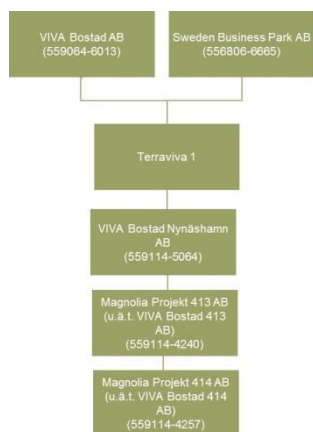 VIVA Bostad AB
(559064-6013)
Sweden Business Park AB
(556806-6665)
Terraviva 1
VIVA Bostad Nynäshamn
AB
(559114-5064)
Magnolia Projekt 413 AB
(u.ä.t. VIVA Bostad 413
AB)
(559114-4240)
Magnolia Projekt 414 AB
(u.ä.t. VIVA Bostad 414
AB)
(559114-4257)